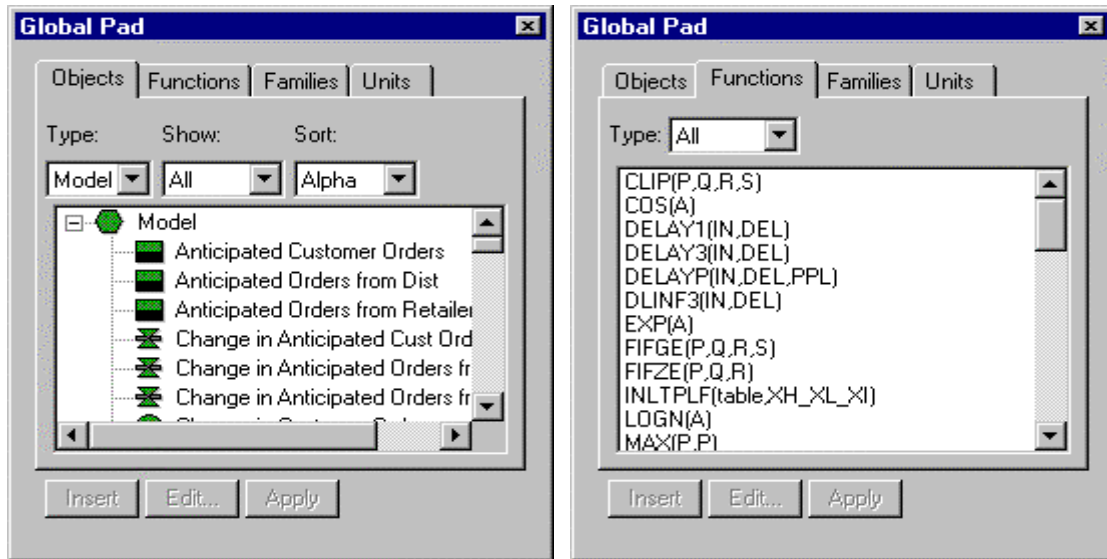 Global Pad
Objects Functions Families Units
Type: Show: Sort:
Model All Alpha
Model
Anticipated Customer Orders
Anticipated Orders from Dist
Anticipated Orders from Retailer
Change in Anticipated Cust Ord
Change in Anticipated Orders fr
Change in Anticipated Orders fr
Insert Edit... Apply
Global Pad
Objects Functions Families Units
Type: All
CLIP(P,Q,R,S)
COS(A)
DELAY1(IN,DEL)
DELAY3(IN,DEL)
DELAYP(IN,DEL,PPL)
DLINF3(IN,DEL)
EXP(A)
FIFGE(P,Q,R,S)
FIFZE(P,Q,R)
INLTPLF(table,XH_XL_XI)
LOGN(A)
MAX(P,P)
Insert Edit... Apply